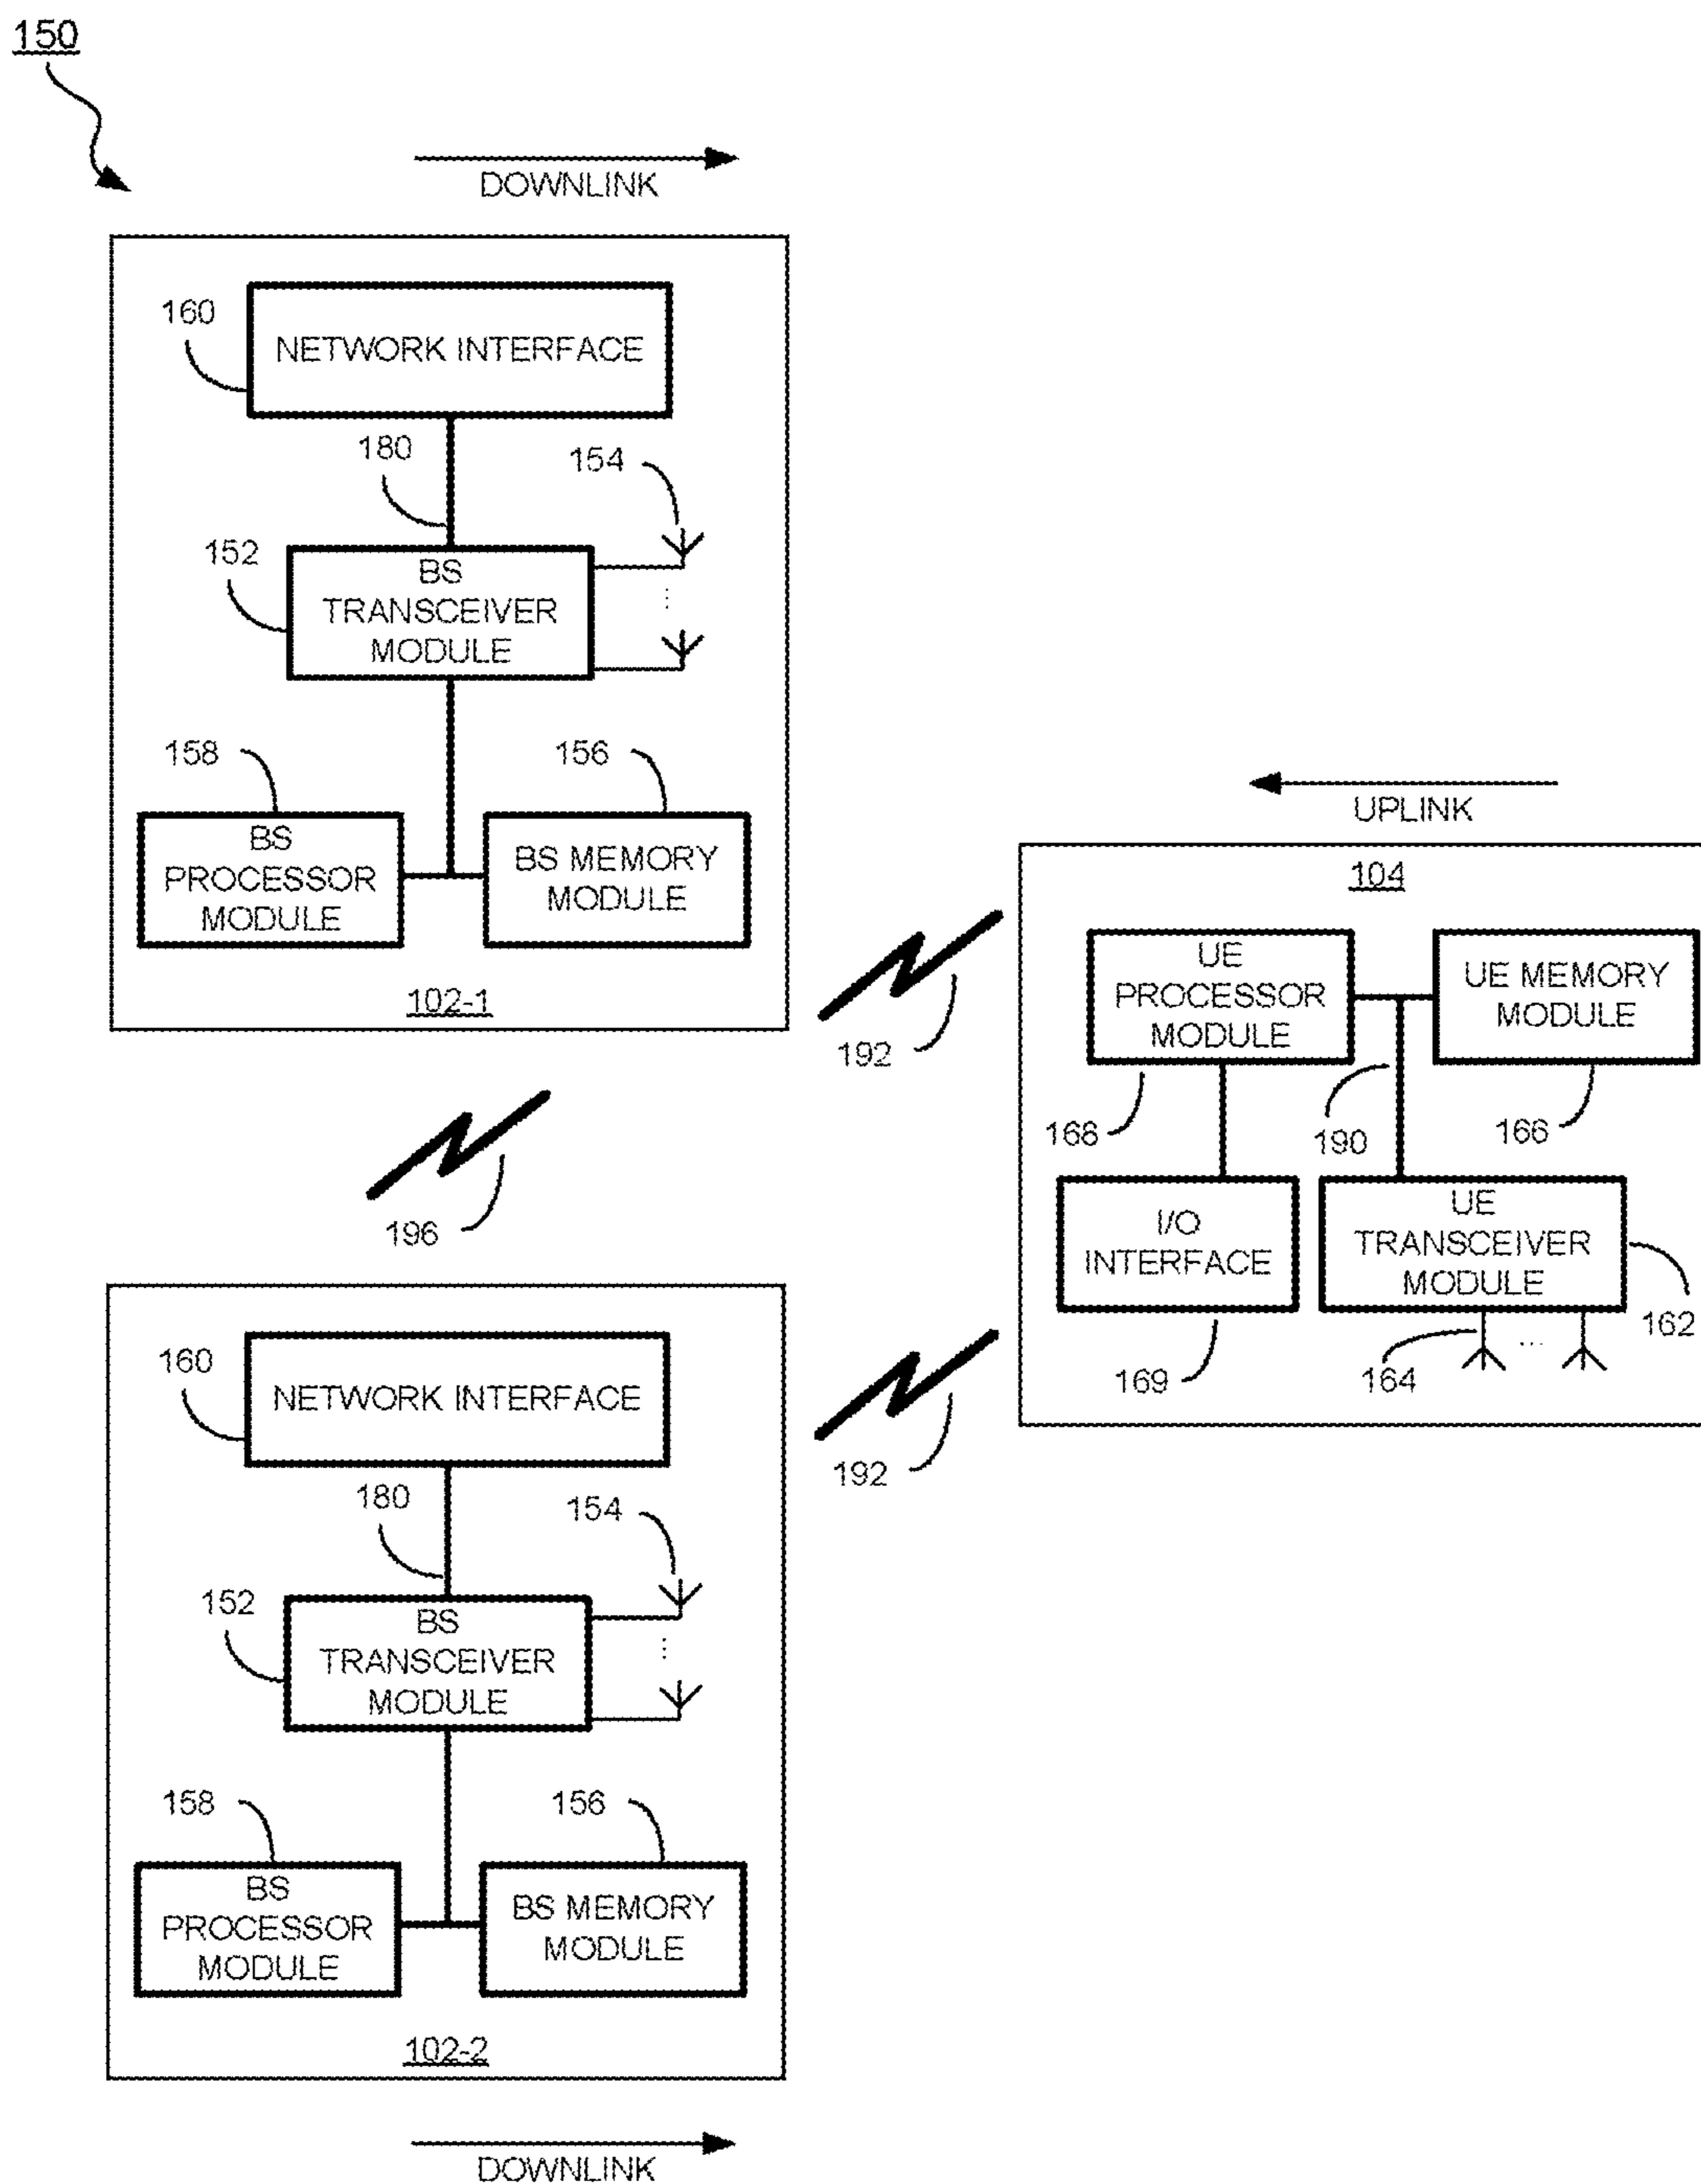 150
DOWNLINK
160
NETWORK INTERFACE
180
154
152
BS
TRANSCEIVER
MODULE
...
158
156
BS
PROCESSOR
MODULE
BS MEMORY
MODULE
102-1
192
196
UPLINK
104
UE
PROCESSOR
MODULE
UE MEMORY
MODULE
168
190
166
I/O
INTERFACE
UE
TRANSCEIVER
MODULE
162
169
164
...
192
160
NETWORK INTERFACE
180
154
152
BS
TRANSCEIVER
MODULE
...
158
156
BS
PROCESSOR
MODULE
BS MEMORY
MODULE
102-2
DOWNLINK